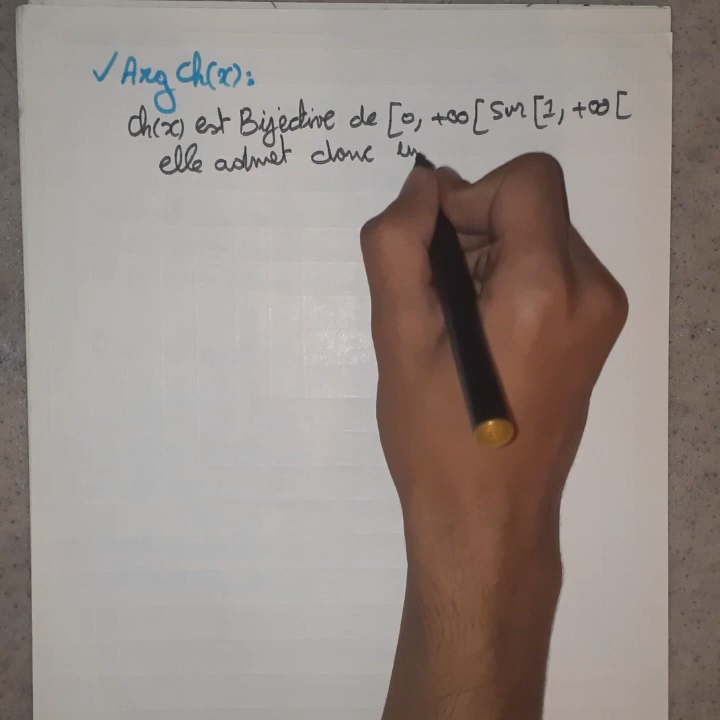 ✓ Arg Ch(x):
ch(x) est Bijective de [0, +∞[ sur [1, +∞[
elle admet donc